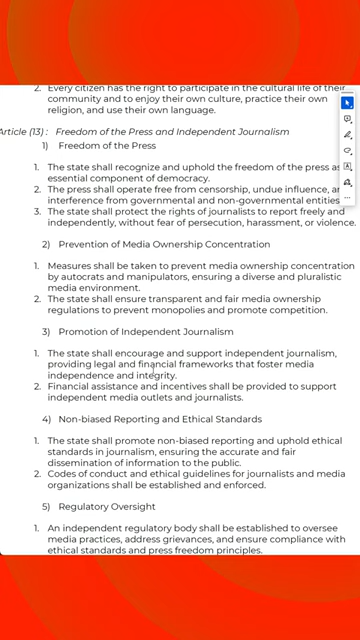 2. Every citizen has the right to participate in the cultural life of their
community and to enjoy their own culture, practice their own
religion, and use their own language.
Article (13) : Freedom of the Press and Independent Journalism
1) Freedom of the Press
1. The state shall recognize and uphold the freedom of the press as
essential component of democracy.
2. The press shall operate free from censorship, undue influence,
interference from governmental and non-governmental entities
3. The state shall protect the rights of journalists to report freely and
independently, without fear of persecution, harassment, or violence.
2) Prevention of Media Ownership Concentration
1. Measures shall be taken to prevent media ownership concentration
by autocrats and manipulators, ensuring a diverse and pluralistic
media environment.
2. The state shall ensure transparent and fair media ownership
regulations to prevent monopolies and promote competition.
3) Promotion of Independent Journalism
1. The state shall encourage and support independent journalism,
providing legal and financial frameworks that foster media
independence and integrity.
2. Financial assistance and incentives shall be provided to support
independent media outlets and journalists.
4) Non-biased Reporting and Ethical Standards
1. The state shall promote non-biased reporting and uphold ethical
standards in journalism, ensuring the accurate and fair
dissemination of information to the public.
2. Codes of conduct and ethical guidelines for journalists and media
organizations shall be established and enforced.
5) Regulatory Oversight
1. An independent regulatory body shall be established to oversee
media practices, address grievances, and ensure compliance with
ethical standards and press freedom principles.